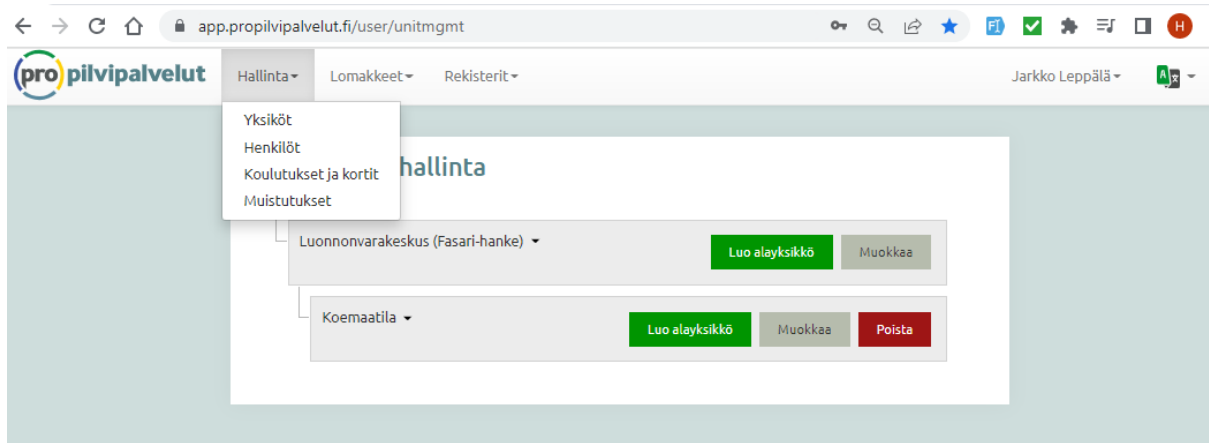 app.propilvipalvelut.fi/user/unitmgmt
H
pro pilvipalvelut Hallinta Lomakkeet Rekisterit Jarkko Leppälä
Yksiköt
Henkilöt
Koulutukset ja kortit
Muistutukset
hallinta
Luonnonvarakeskus (Fasari-hanke) Luo alayksikkö Muokkaa
Koemaatila Luo alayksikkö Muokkaa Poista